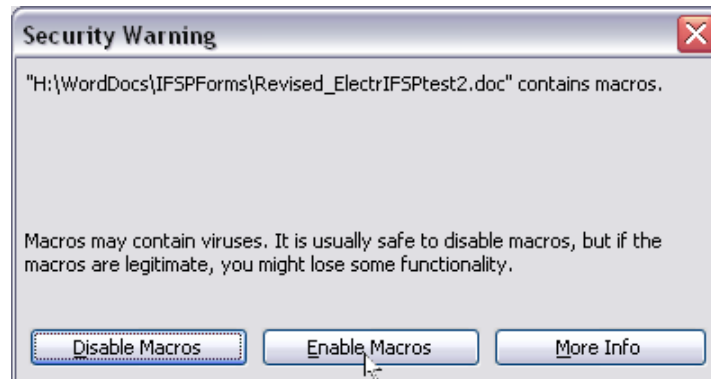 Security Warning
"H:\WordDocs\IFSPForms\Revised_ElectrIFSPtest2.doc" contains macros.
Macros may contain viruses. It is usually safe to disable macros, but if the
macros are legitimate, you might lose some functionality.
Disable Macros Enable Macros More Info